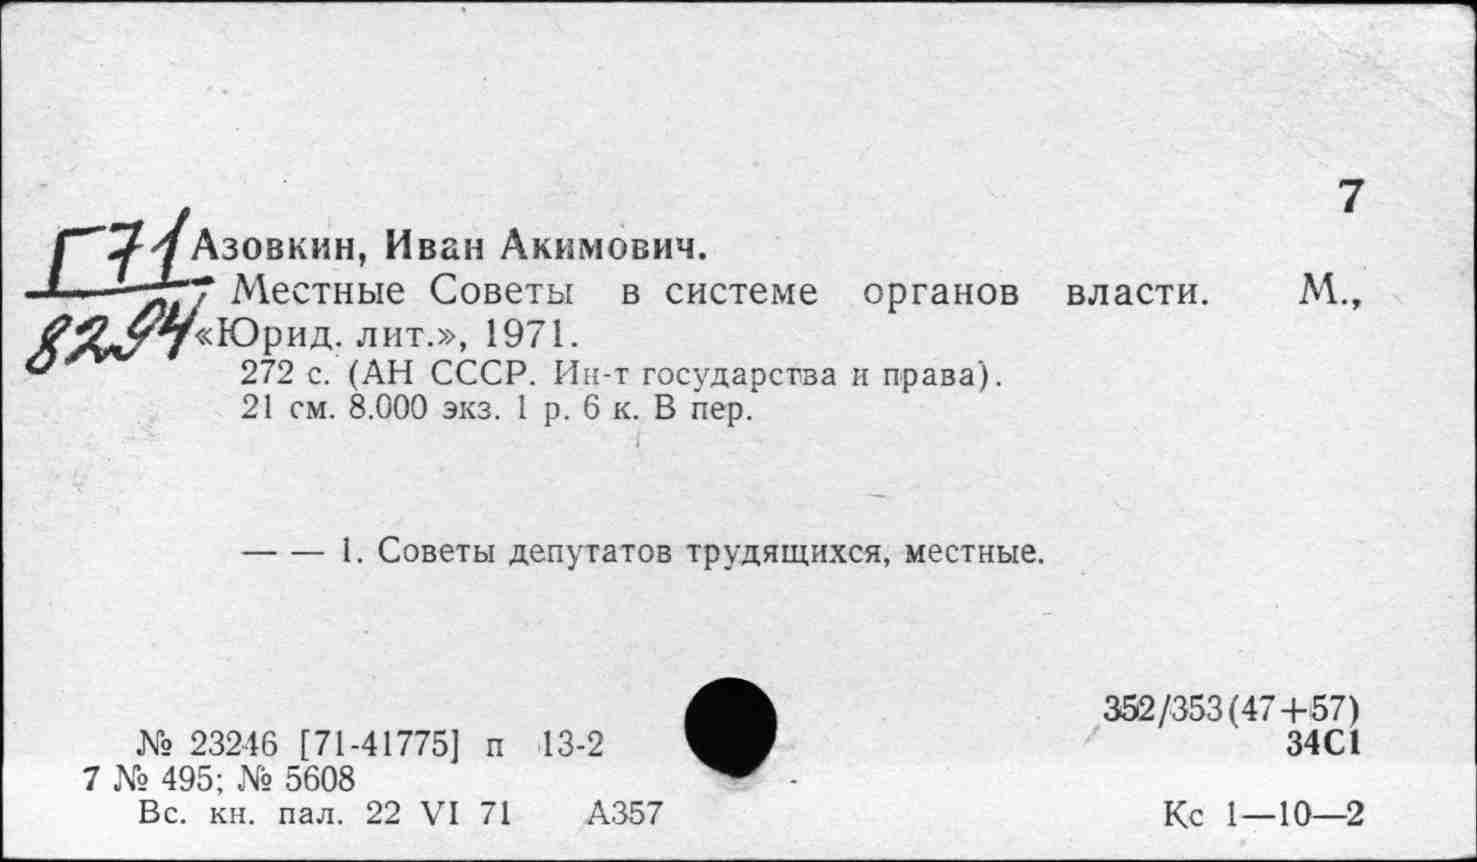 7
Г71
8294
Азовкин, Иван Акимович.
Местные Советы в системе органов власти. М.,
«Юрид. лит.», 1971.
272 с. (АН СССР. Ин-т государства и права).
21 см. 8.000 экз. 1 р. 6 к. В пер.
— — 1. Советы депутатов трудящихся, местные.
352/353(47+57)
№ 23246 [71-41775] п 13-2 34С1
7 № 495; № 5608
Вс. кн. пал. 22 VI 71 А357 Кс 1—10—2